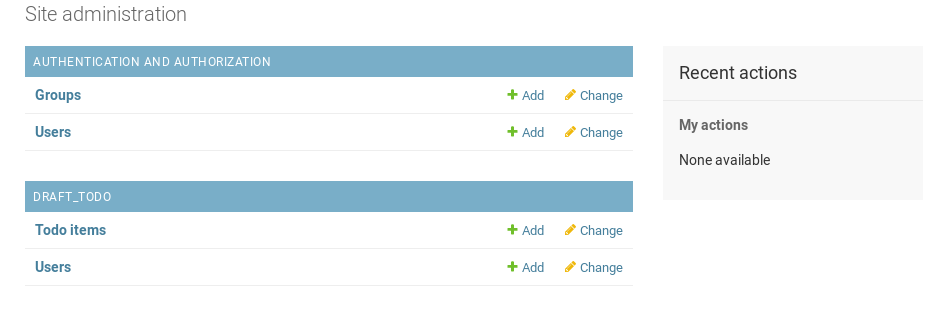 Site administration
AUTHENTICATION AND AUTHORIZATION
Groups Add Change
Users Add Change
DRAFT_TODO
Todo items Add Change
Users Add Change
Recent actions
My actions
None available